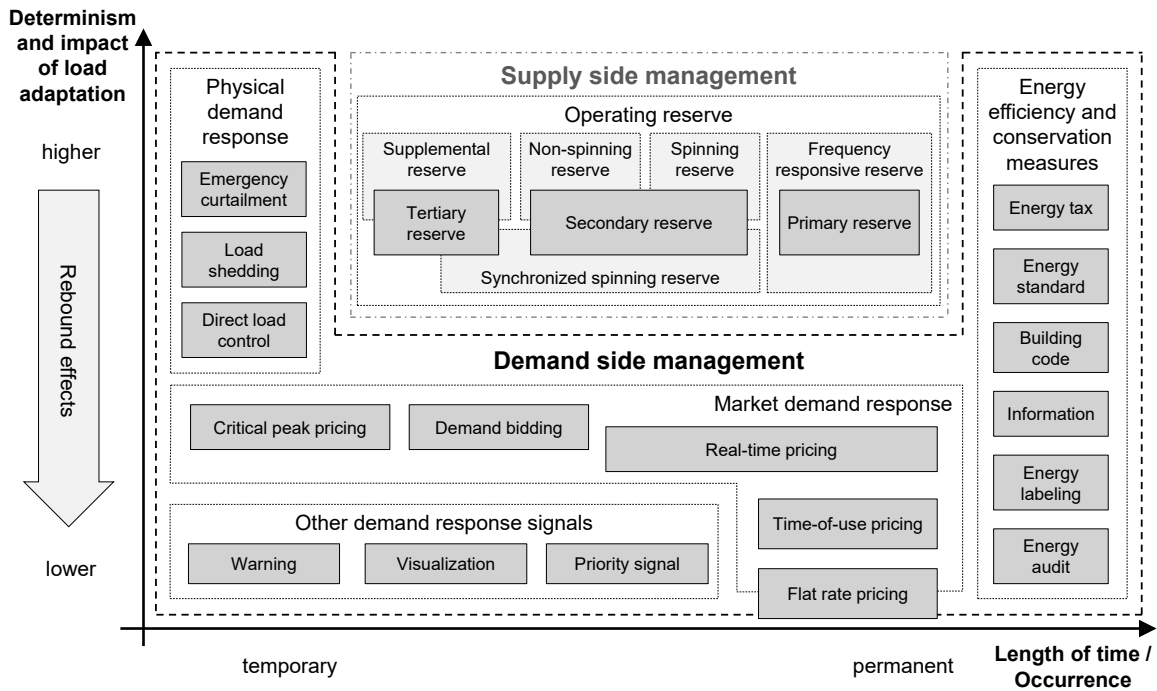 Determinism
and impact
of load
adaptation
higher
Rebound effects
lower
Physical
demand
response
Emergency
curtailment
Load
shedding
Direct load
control
Supply side management
Operating reserve
Supplemental
reserve
Non-spinning
reserve
Spinning
reserve
Frequency
responsive reserve
Tertiary
reserve
Secondary reserve
Primary reserve
Synchronized spinning reserve
Energy
efficiency and
conservation
measures
Energy tax
Energy
standard
Building
code
Information
Energy
labeling
Energy
audit
Demand side management
Market demand response
Critical peak pricing
Demand bidding
Real-time pricing
Time-of-use pricing
Flat rate pricing
Other demand response signals
Warning
Visualization
Priority signal
temporary
permanent
Length of time /
Occurrence